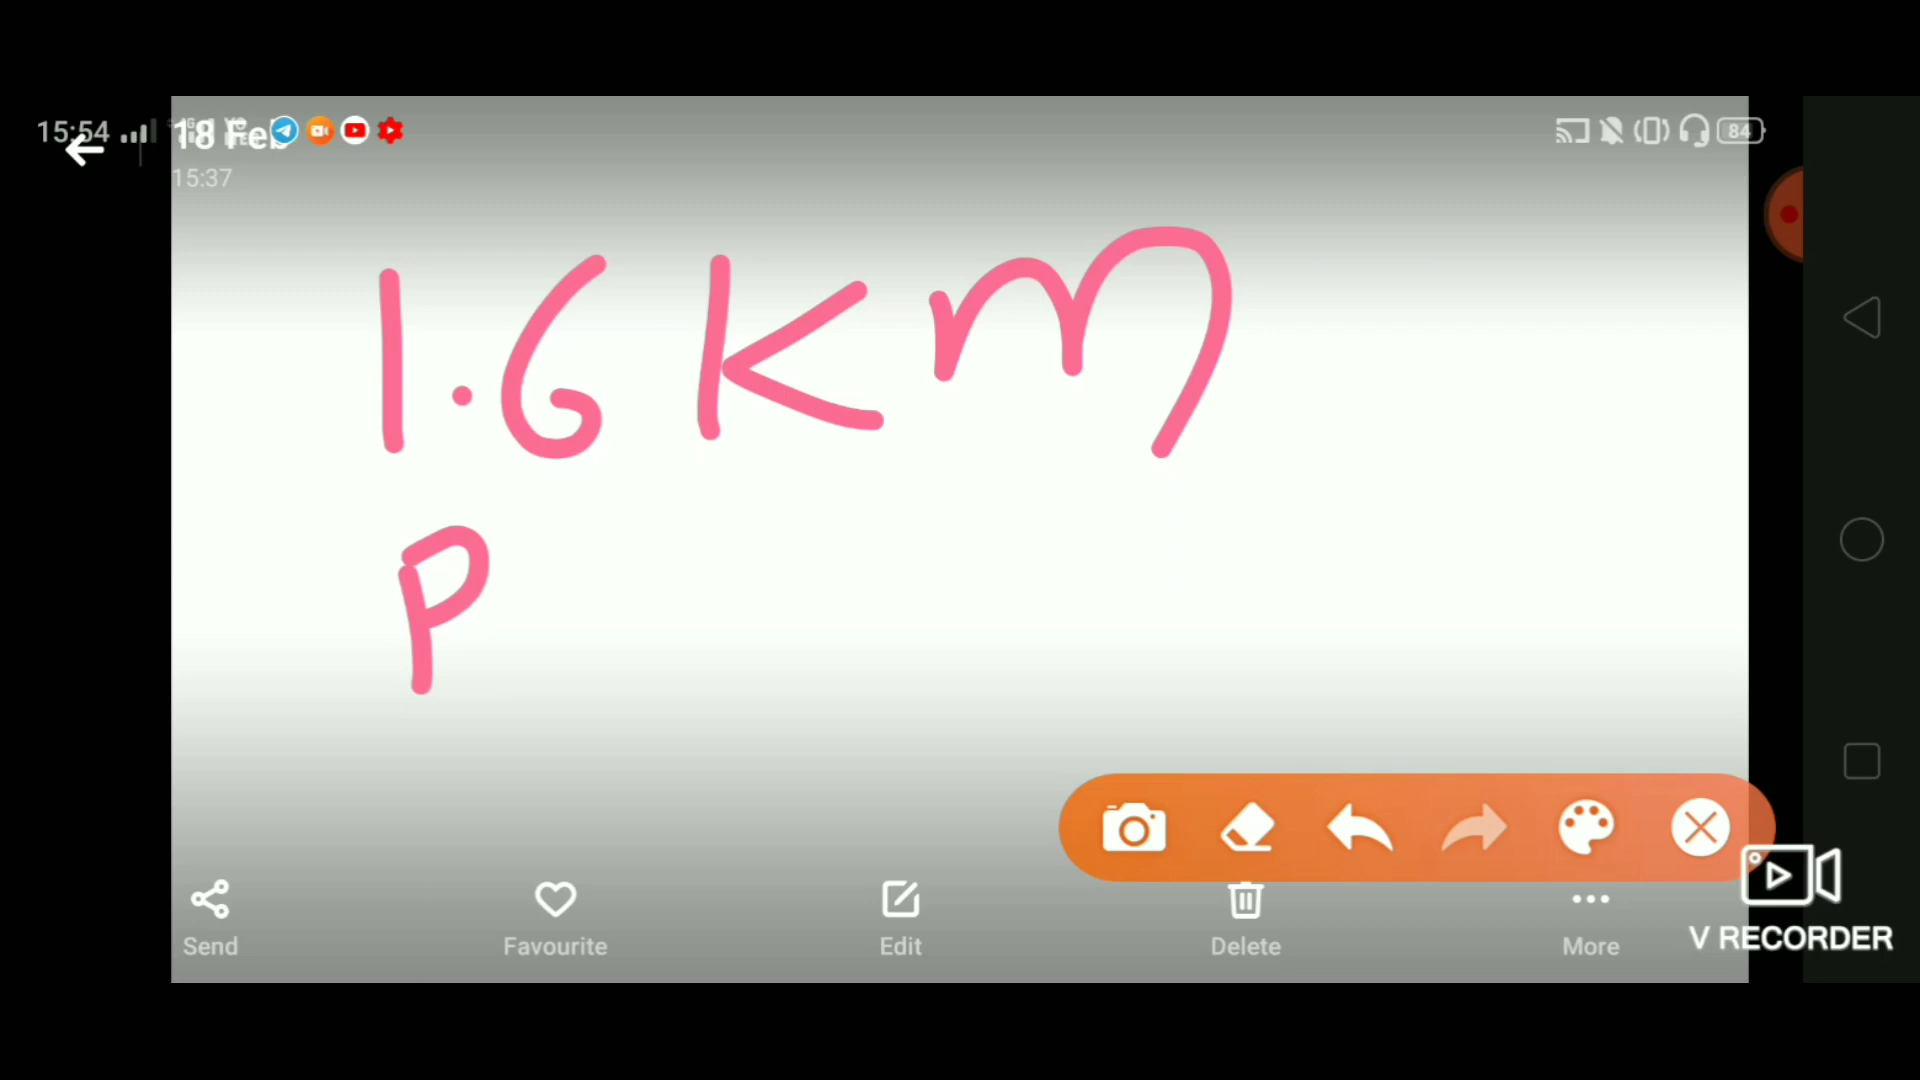 15:54 18 Feb 84
15:37
1.6 Km
P
Send Favourite Edit Delete More
V RECORDER